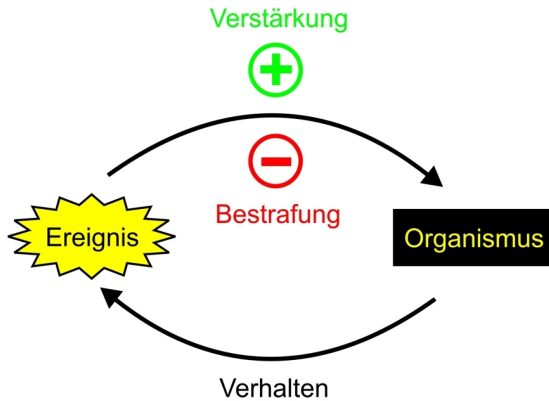 Verstärkung
Bestrafung
Ereignis
Organismus
Verhalten